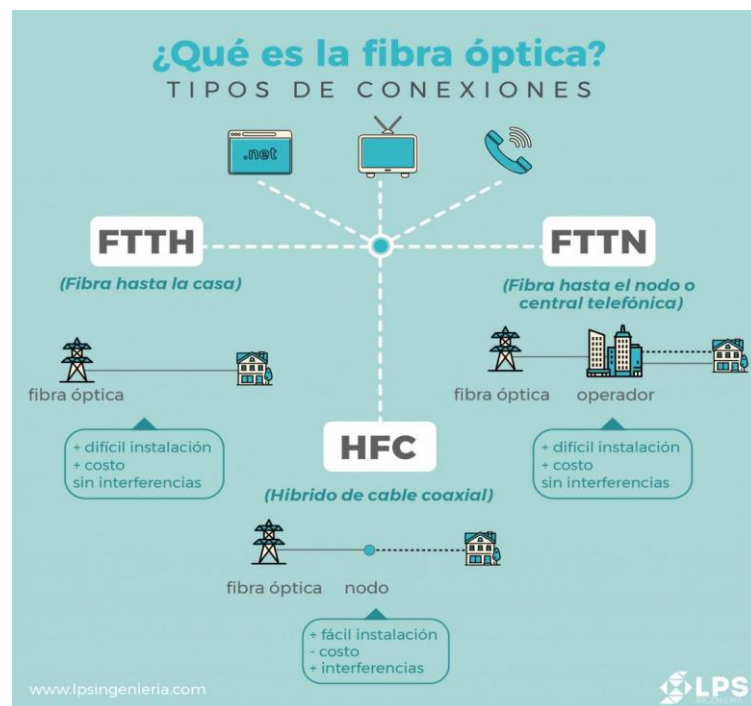 ¿Qué es la fibra óptica?
TIPOS DE CONEXIONES
.net
FTTH
(Fibra hasta la casa)
fibra óptica
+ difícil instalación
+ costo
sin interferencias
FTTN
(Fibra hasta el nodo o
central telefónica)
fibra óptica operador
+ difícil instalación
+ costo
sin interferencias
HFC
(Hibrido de cable coaxial)
fibra óptica nodo
+ fácil instalación
- costo
+ interferencias
www.lpsingenieria.com
LPS
INGENIERÍA